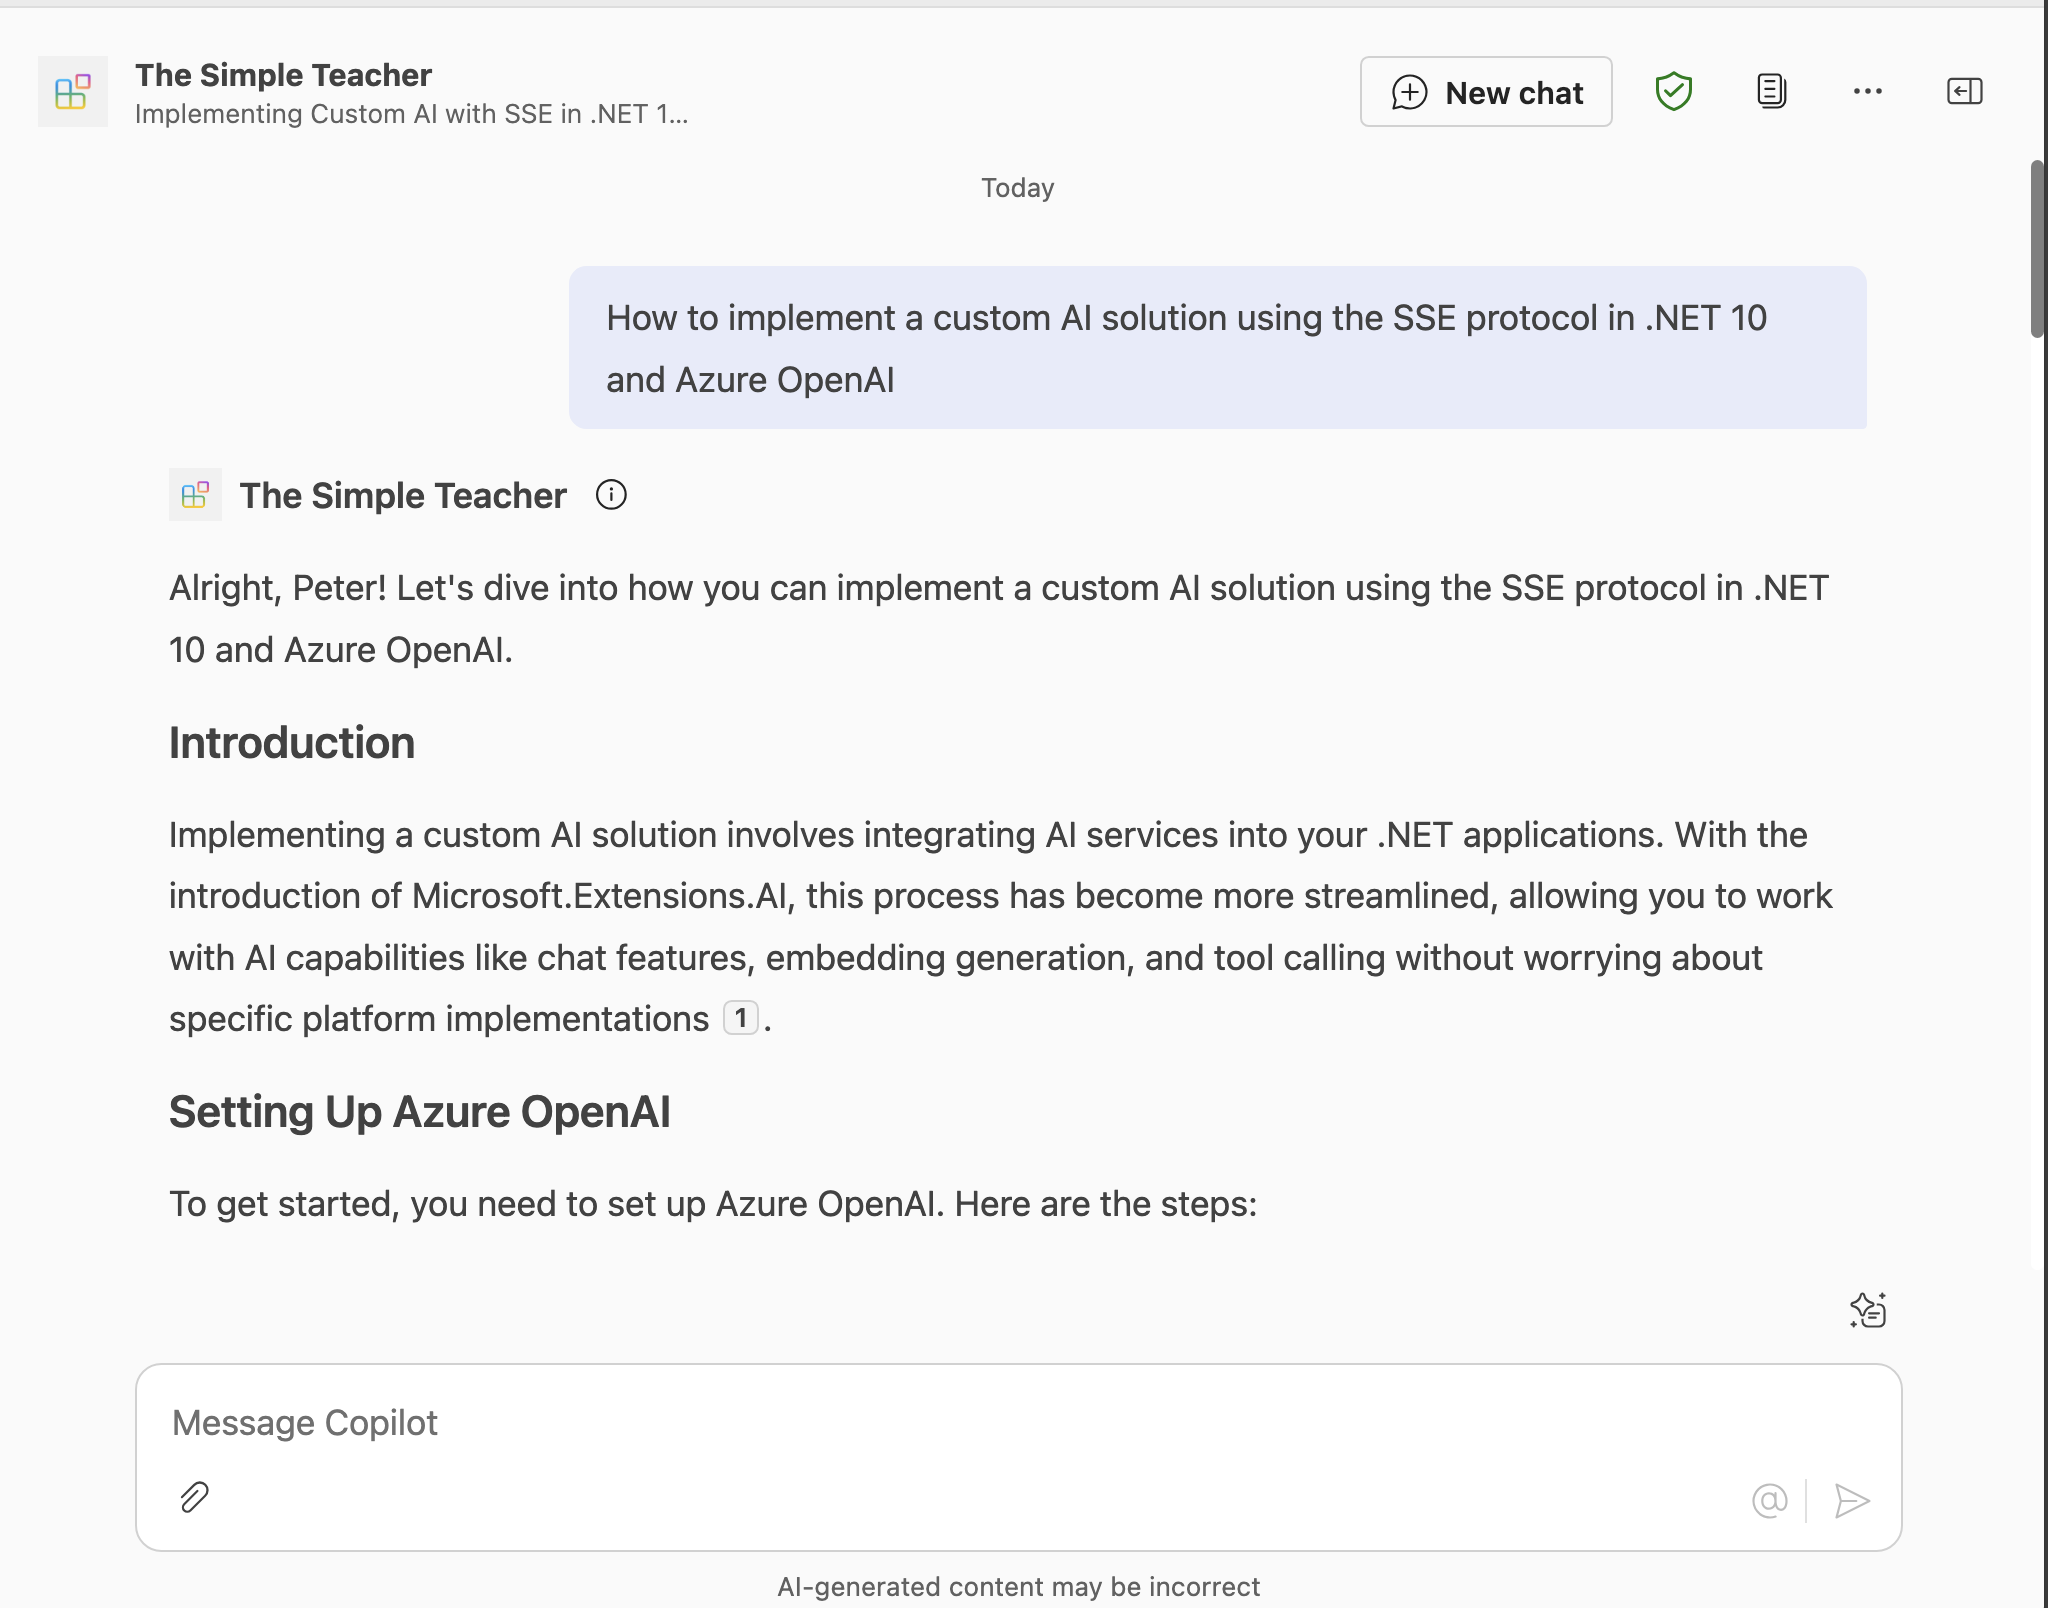 The Simple Teacher
Implementing Custom AI with SSE in .NET 1...
New chat
Today
How to implement a custom AI solution using the SSE protocol in .NET 10
and Azure OpenAI
The Simple Teacher
Alright, Peter! Let's dive into how you can implement a custom AI solution using the SSE protocol in .NET
10 and Azure OpenAI.
Introduction
Implementing a custom AI solution involves integrating AI services into your .NET applications. With the
introduction of Microsoft.Extensions.AI, this process has become more streamlined, allowing you to work
with AI capabilities like chat features, embedding generation, and tool calling without worrying about
specific platform implementations 1 .
Setting Up Azure OpenAI
To get started, you need to set up Azure OpenAI. Here are the steps:
Message Copilot
@
AI-generated content may be incorrect